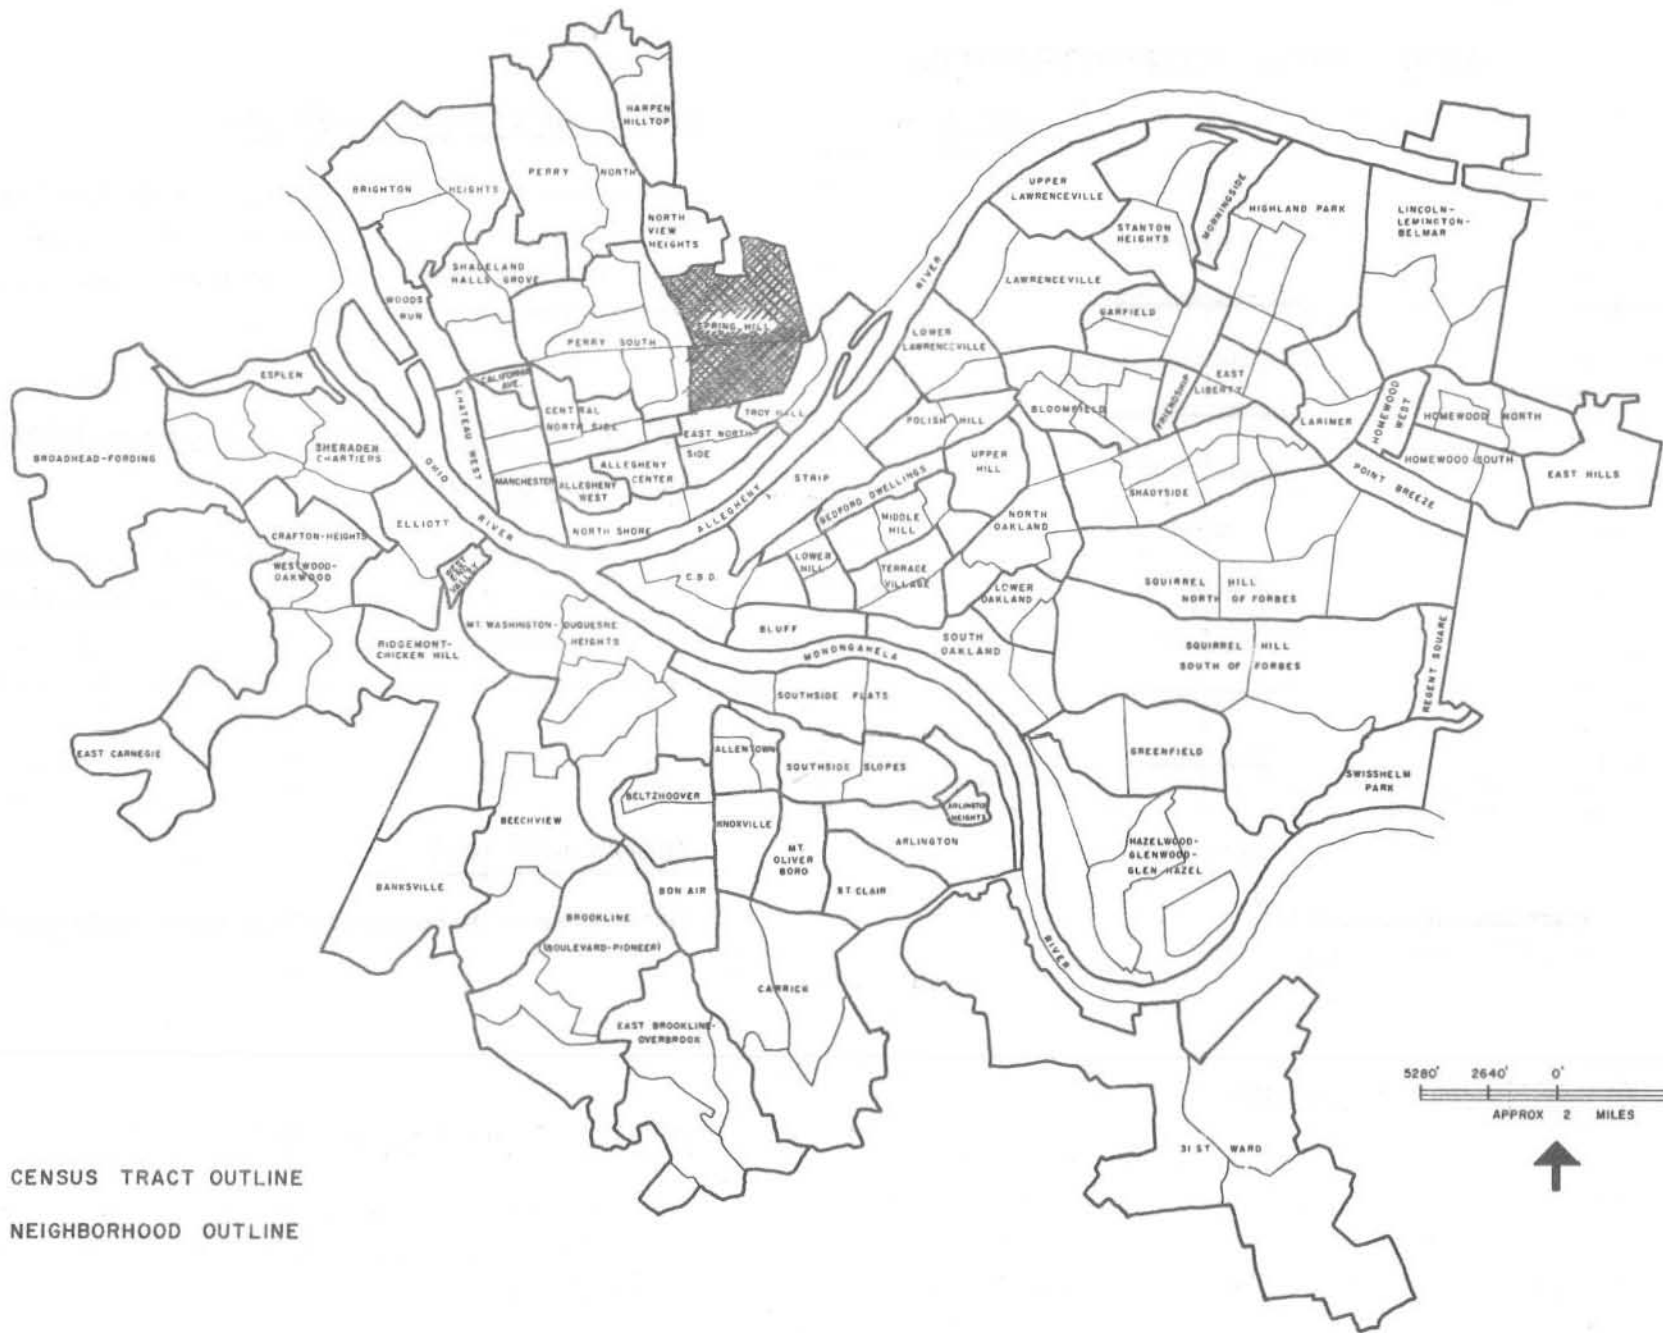 HARPEN
HILLTOP
PERRY NORTH
BRIGHTON HEIGHTS
NORTH
VIEW
HEIGHTS
SHADELAND
HALLS GROVE
WOODS
RUN
SPRING HILL
PERRY SOUTH
ESPLEN
CALIFORNIA
AVE.
CHATEAU WEST
CENTRAL
NORTH SIDE
TROY HILL
EAST NORTH
SIDE
MANCHESTER
ALLEGHENY
WEST
ALLEGHENY
CENTER
NORTH SHORE
BROADHEAD-FORDING
SHERADEN
CHARTIERS
OHIO
RIVER
ELLIOTT
CRAFTON-HEIGHTS
WESTWOOD-
OAKWOOD
WEST
END
VALLEY
RIDGEMONT-
CHICKEN HILL
EAST CARNEGIE
UPPER
LAWRENCEVILLE
STANTON
HEIGHTS
MORNINGSIDE
HIGHLAND PARK
LINCOLN-
LEMINGTON-
BELMAR
LAWRENCEVILLE
GARFIELD
LOWER
LAWRENCEVILLE
ALLEGHENY
RIVER
STRIP
POLISH HILL
BLOOMFIELD
FRIENDSHIP
EAST
LIBERTY
LARIMER
HOMEWOOD
WEST
HOMEWOOD NORTH
HOMEWOOD SOUTH
EAST HILLS
POINT BREEZE
SHADYSIDE
UPPER
HILL
BEDFORD DWELLINGS
MIDDLE
HILL
NORTH
OAKLAND
LOWER
HILL
TERRACE
VILLAGE
C.B.D.
LOWER
OAKLAND
BLUFF
SOUTH
OAKLAND
SQUIRREL HILL
NORTH OF FORBES
SQUIRREL HILL
SOUTH OF FORBES
REGENT SQUARE
MT. WASHINGTON-DUQUESNE
HEIGHTS
MONONGAHELA
RIVER
SOUTHSIDE FLATS
ALLENTOWN
SOUTHSIDE SLOPES
GREENFIELD
SWISSHELM
PARK
BELTZHOOVER
KNOXVILLE
ARLINGTON
HEIGHTS
ARLINGTON
MT.
OLIVER
BORO
ST. CLAIR
HAZELWOOD-
GLENWOOD-
GLEN HAZEL
BEECHVIEW
BANKSVILLE
BON AIR
BROOKLINE
(BOULEVARD-PIONEER)
CARRICK
EAST BROOKLINE-
OVERBROOK
31 ST WARD
5280' 2640' 0'
APPROX 2 MILES
CENSUS TRACT OUTLINE
NEIGHBORHOOD OUTLINE